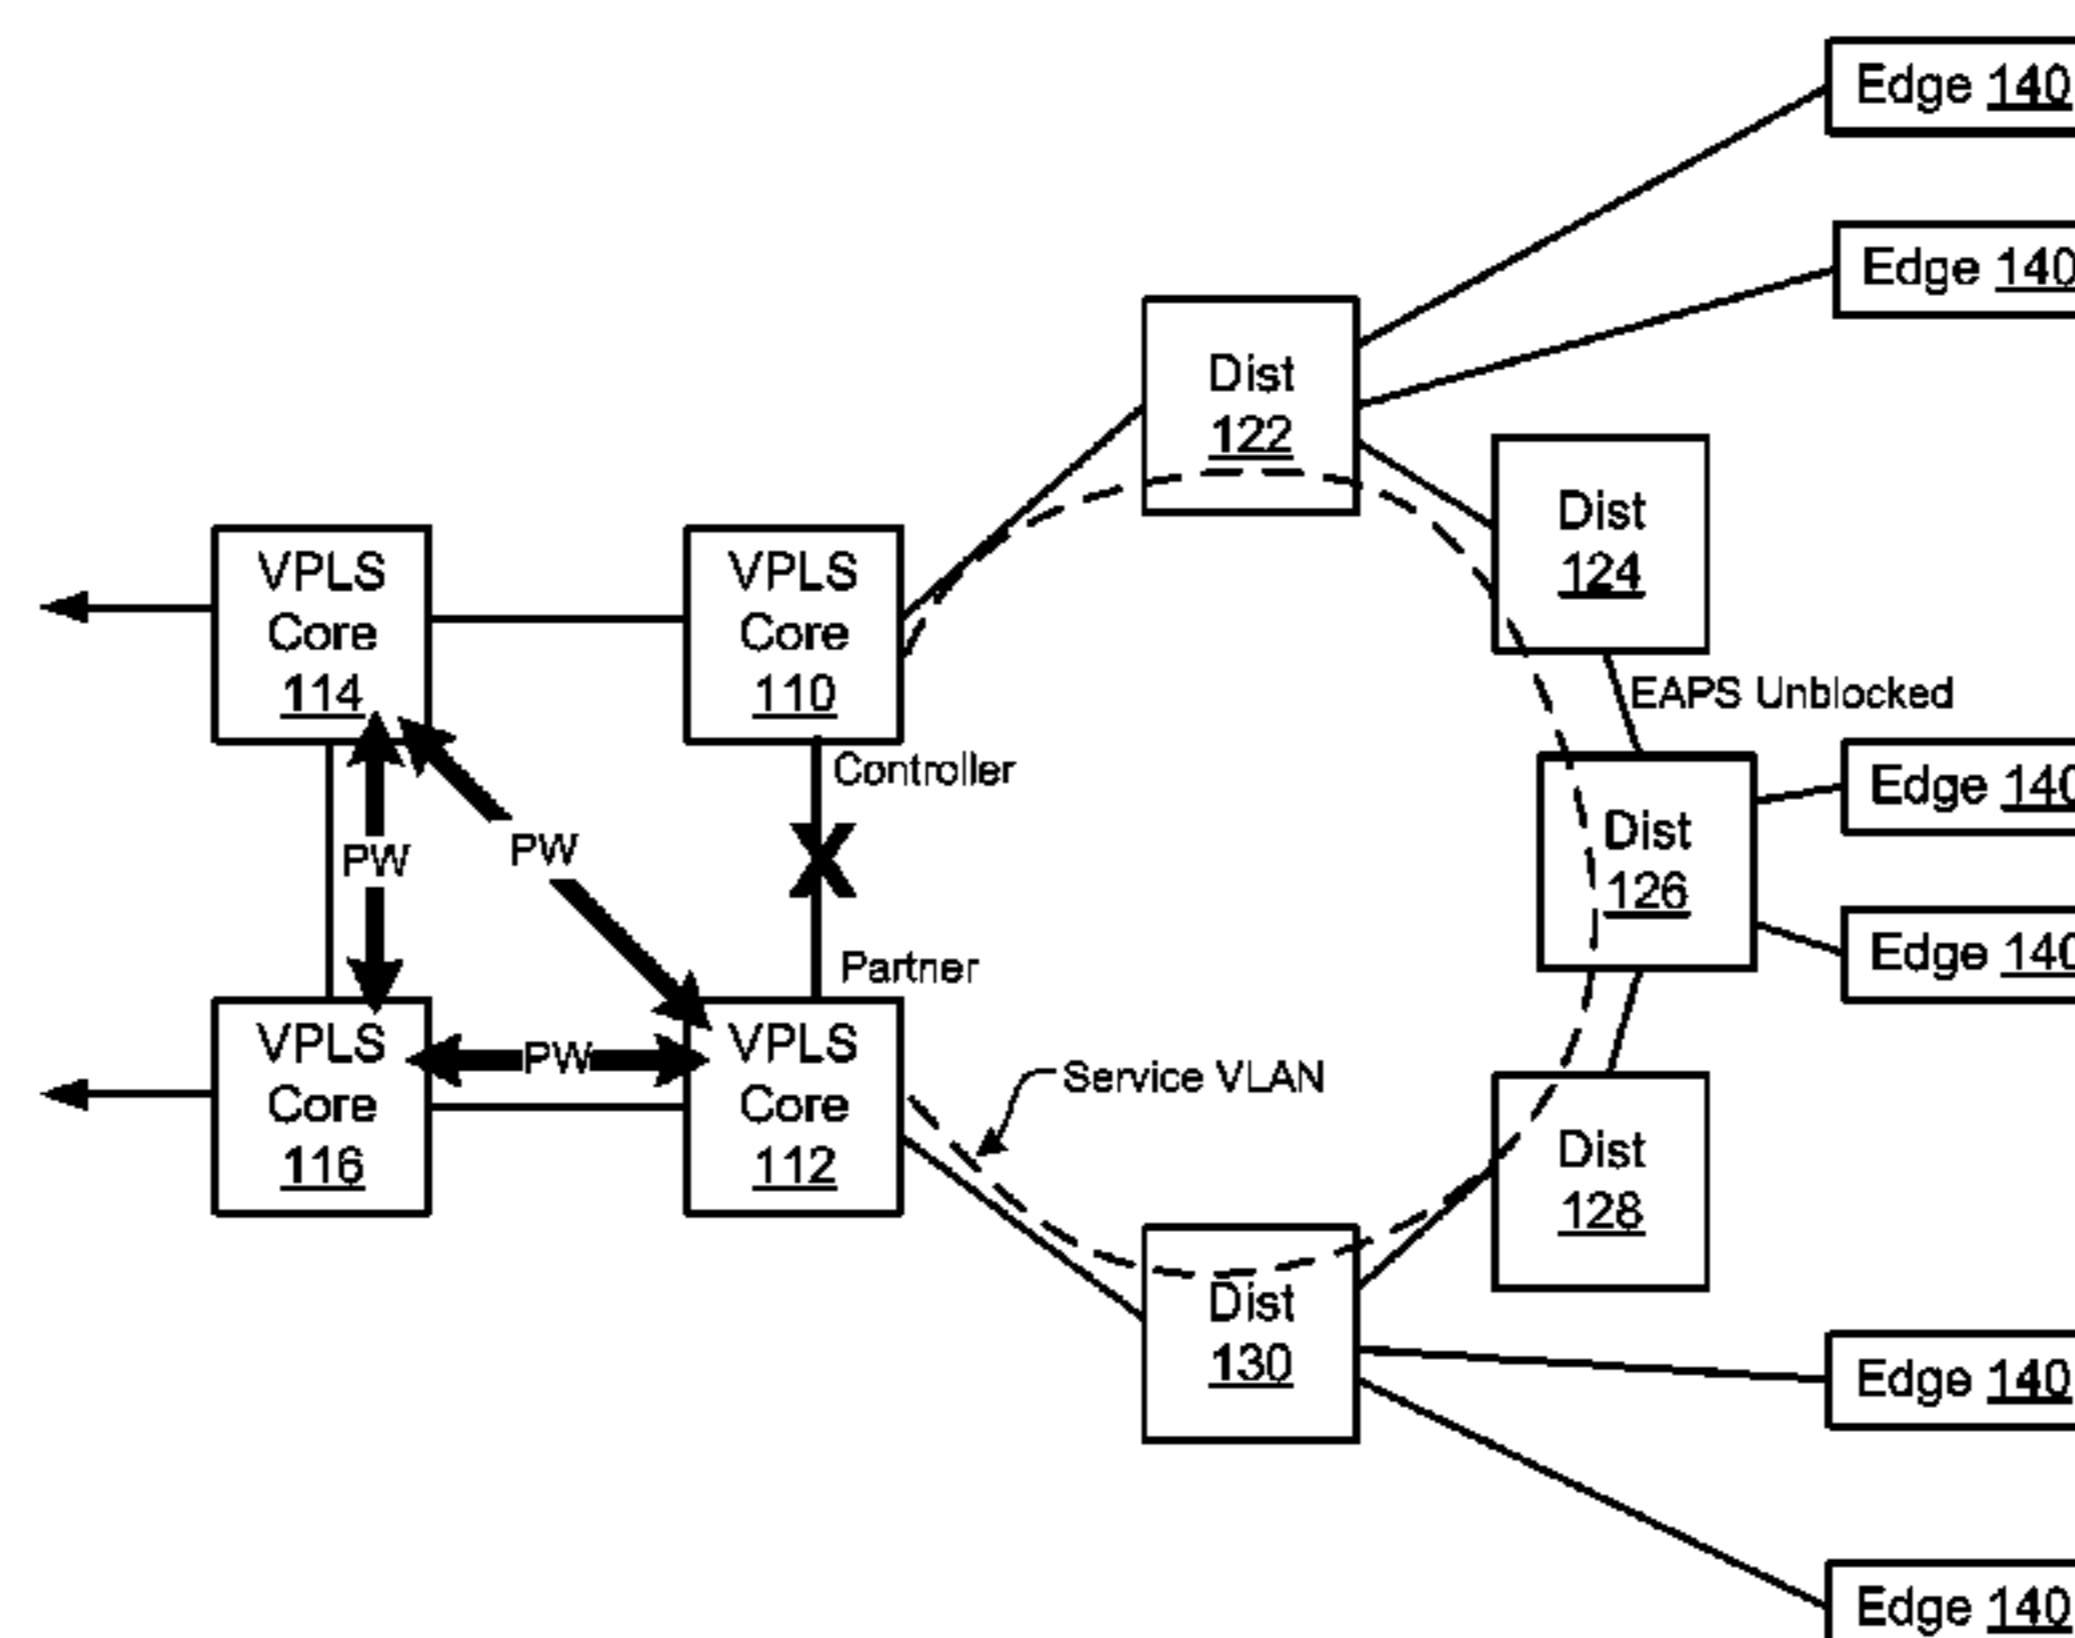 Edge 140
Edge 140
Dist
122
Dist
124
VPLS
Core
114
VPLS
Core
110
EAPS Unblocked
Controller
Edge 140
PW
PW
Dist
126
Edge 140
Partner
VPLS
Core
116
PW
VPLS
Core
112
Service VLAN
Dist
128
Dist
130
Edge 140
Edge 140